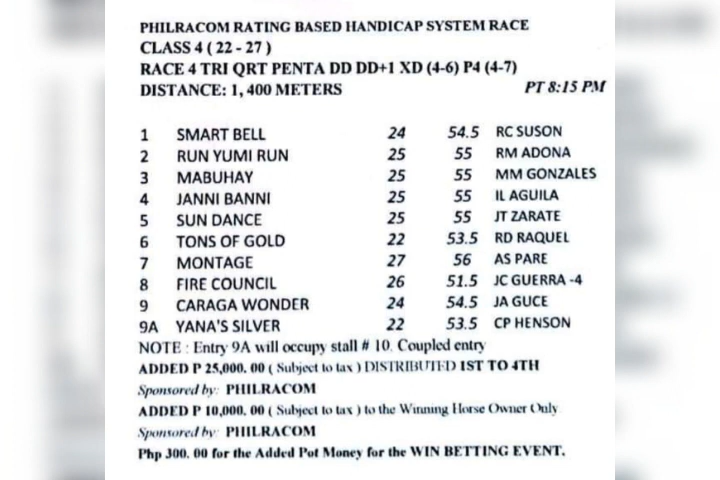 PHILRACOM RATING BASED HANDICAP SYSTEM RACE
CLASS 4 ( 22 - 27 )
RACE 4 TRI QRT PENTA DD DD+1 XD (4-6) P4 (4-7)
DISTANCE: 1, 400 METERS PT 8:15 PM
1 SMART BELL 24 54.5 RC SUSON
2 RUN YUMI RUN 25 55 RM ADONA
3 MABUHAY 25 55 MM GONZALES
4 JANNI BANNI 25 55 IL AGUILA
5 SUN DANCE 25 55 JT ZARATE
6 TONS OF GOLD 22 53.5 RD RAQUEL
7 MONTAGE 27 56 AS PARE
8 FIRE COUNCIL 26 51.5 JC GUERRA -4
9 CARAGA WONDER 24 54.5 JA GUCE
9A YANA'S SILVER 22 53.5 CP HENSON
NOTE : Entry 9A will occupy stall # 10. Coupled entry
ADDED P 25,000. 00 ( Subject to tax ) DISTRIBUTED 1ST TO 4TH
Sponsored by: PHILRACOM
ADDED P 10,000. 00 ( Subject to tax ) to the Winning Horse Owner Only
Sponsored by: PHILRACOM
Php 300. 00 for the Added Pot Money for the WIN BETTING EVENT.